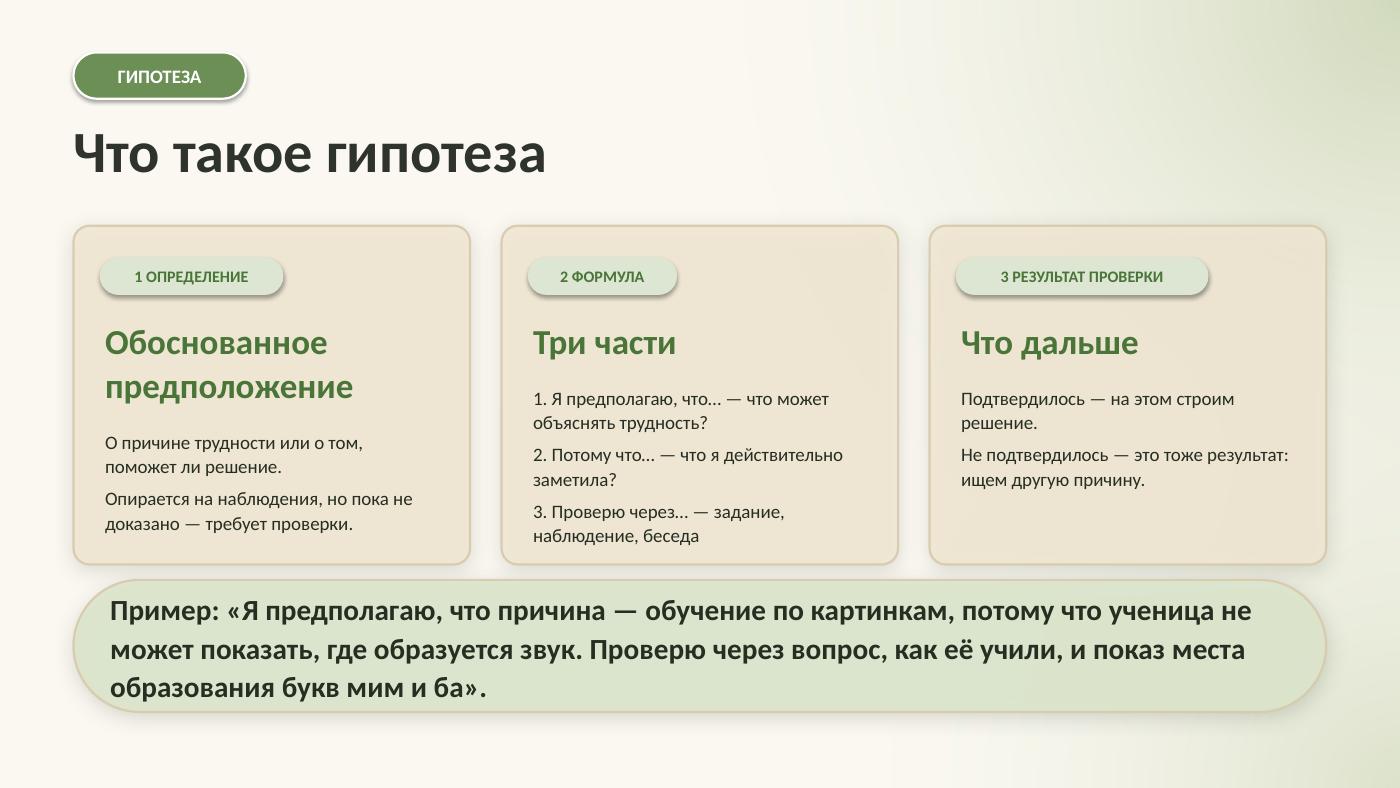 ГИПОТЕЗА
Что такое гипотеза
1 ОПРЕДЕЛЕНИЕ
Обоснованное
предположение
О причине трудности или о том,
поможет ли решение.
Опирается на наблюдения, но пока не
доказано — требует проверки.
2 ФОРМУЛА
Три части
1. Я предполагаю, что… — что может
объяснять трудность?
2. Потому что… — что я действительно
заметила?
3. Проверю через… — задание,
наблюдение, беседа
3 РЕЗУЛЬТАТ ПРОВЕРКИ
Что дальше
Подтвердилось — на этом строим
решение.
Не подтвердилось — это тоже результат:
ищем другую причину.
Пример: «Я предполагаю, что причина — обучение по картинкам, потому что ученица не
может показать, где образуется звук. Проверю через вопрос, как её учили, и показ места
образования букв мим и ба».